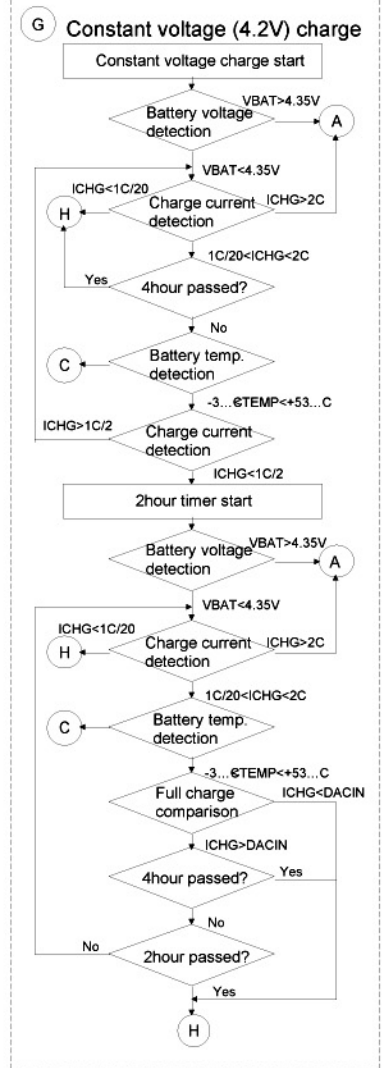 G Constant voltage (4.2V) charge
Constant voltage charge start
VBAT>4.35V
Battery voltage
detection
A
VBAT<4.35V
ICHG<1C/20
H
Charge current
detection
ICHG>2C
1C/20<ICHG<2C
Yes
4hour passed?
No
C
Battery temp.
detection
-3...€TEMP<+53...C
ICHG>1C/2
Charge current
detection
ICHG<1C/2
2hour timer start
VBAT>4.35V
Battery voltage
detection
A
VBAT<4.35V
ICHG<1C/20
H
Charge current
detection
ICHG>2C
1C/20<ICHG<2C
C
Battery temp.
detection
-3...€TEMP<+53...C
Full charge
comparison
ICHG<DACIN
ICHG>DACIN
4hour passed?
Yes
No
No
2hour passed?
Yes
H